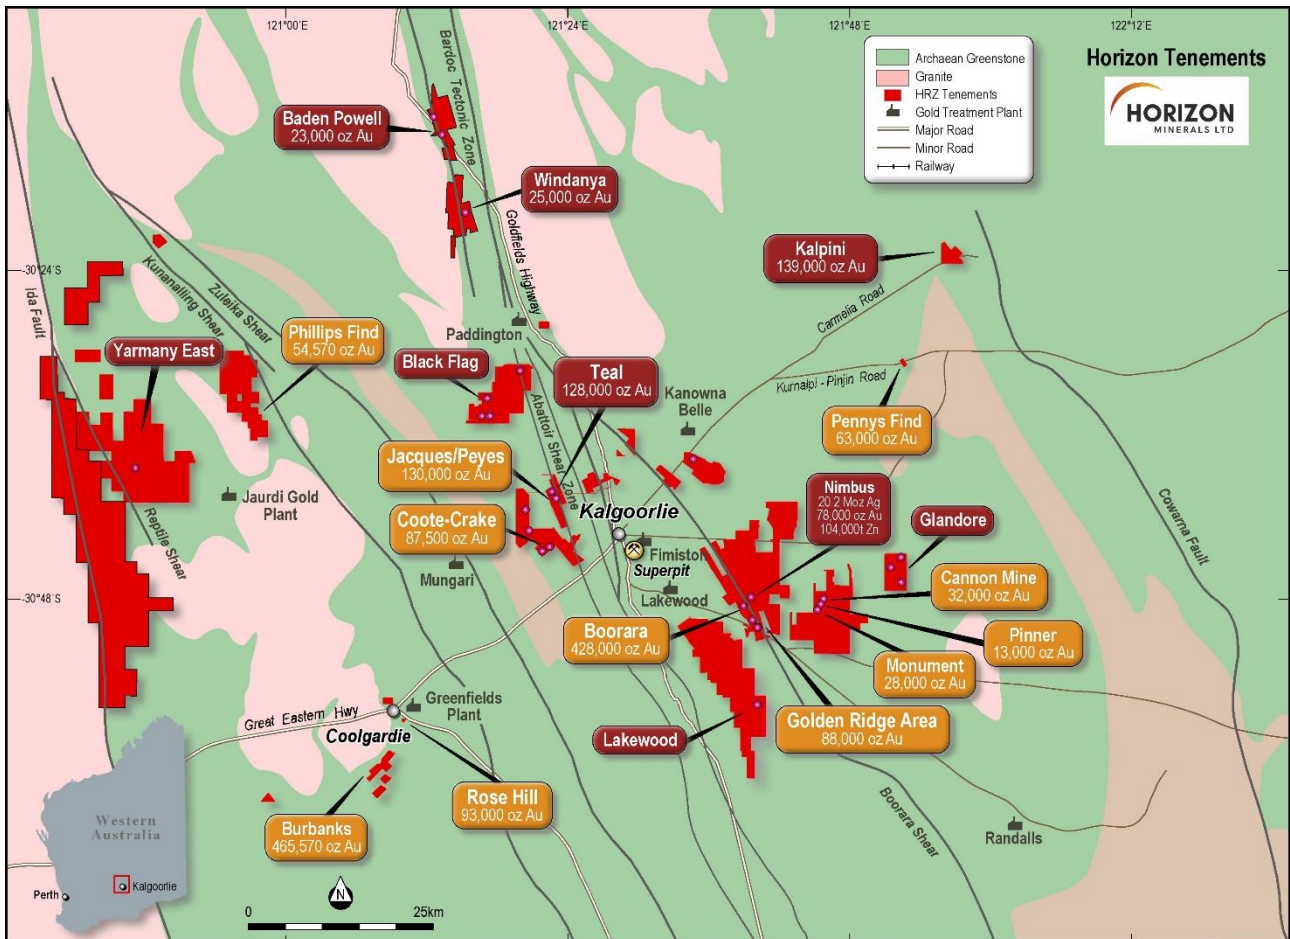 121°00'E
121°24'E
121°48'E
122°12'E
Archaean Greenstone
Granite
HRZ Tenements
Gold Treatment Plant
Major Road
Minor Road
Railway
Horizon Tenements
HORIZON
MINERALS LTD
Baden Powell
23,000 oz Au
Bardoc Tectonic Zone
Windanya
25,000 oz Au
Goldfields Highway
Kalpini
139,000 oz Au
-30°24'S
Ida Fault
Kunanalling Shear
Zuleika Shear
Carmelia Road
Paddington
Phillips Find
54,570 oz Au
Yarmany East
Black Flag
Teal
128,000 oz Au
Kanowna
Belle
Kurnalpi - Pinjin Road
Abattoir Shear Zone
Pennys Find
63,000 oz Au
Jacques/Peyes
130,000 oz Au
Jaurdi Gold
Plant
Reptile Shear
Coote-Crake
87,500 oz Au
Kalgoorlie
Nimbus
20.2 Moz Ag
78,000 oz Au
104,000t Zn
Glandore
Cowarna Fault
Fimiston
Superpit
Mungari
Lakewood
Cannon Mine
32,000 oz Au
-30°48'S
Boorara
428,000 oz Au
Pinner
13,000 oz Au
Monument
28,000 oz Au
Greenfields
Plant
Great Eastern Hwy
Coolgardie
Lakewood
Golden Ridge Area
88,000 oz Au
Rose Hill
93,000 oz Au
Boorara Shear
Burbanks
465,570 oz Au
Randalls
Western
Australia
Perth
Kalgoorlie
N
0
25km